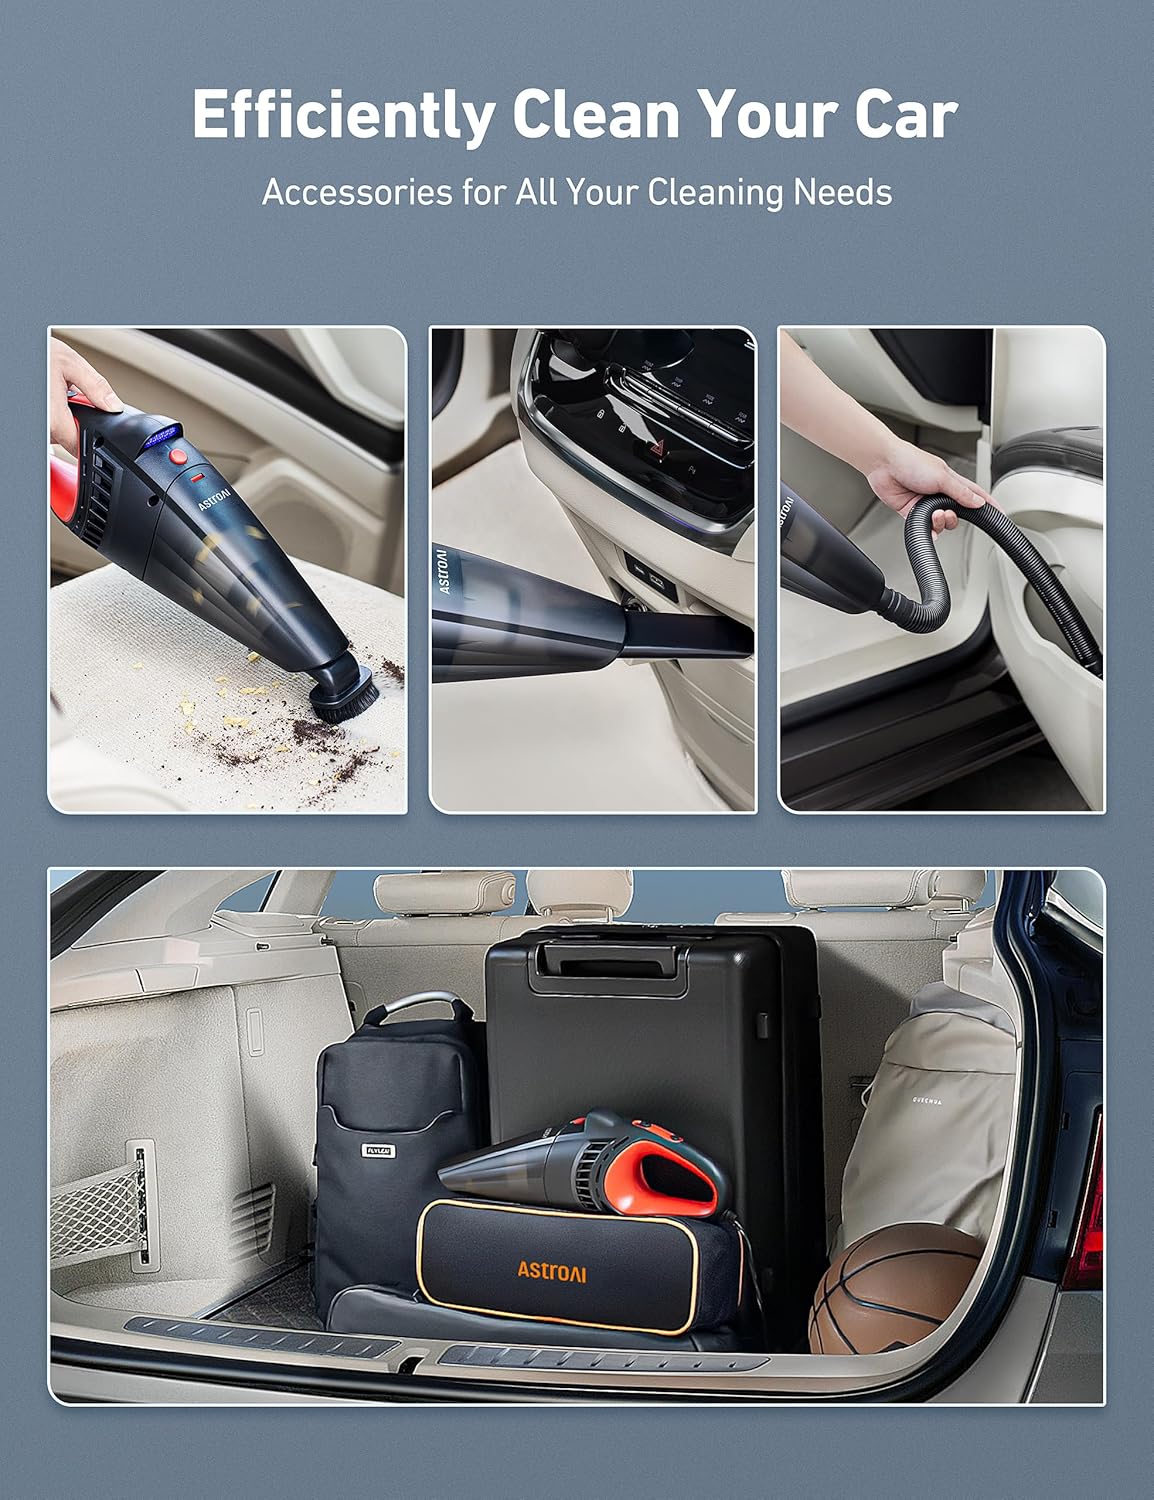 Efficiently Clean Your Car
Accessories for All Your Cleaning Needs
AstroAI
AstroAI
AstroAI
FLYLEAF
QUECHUA
AstroAI